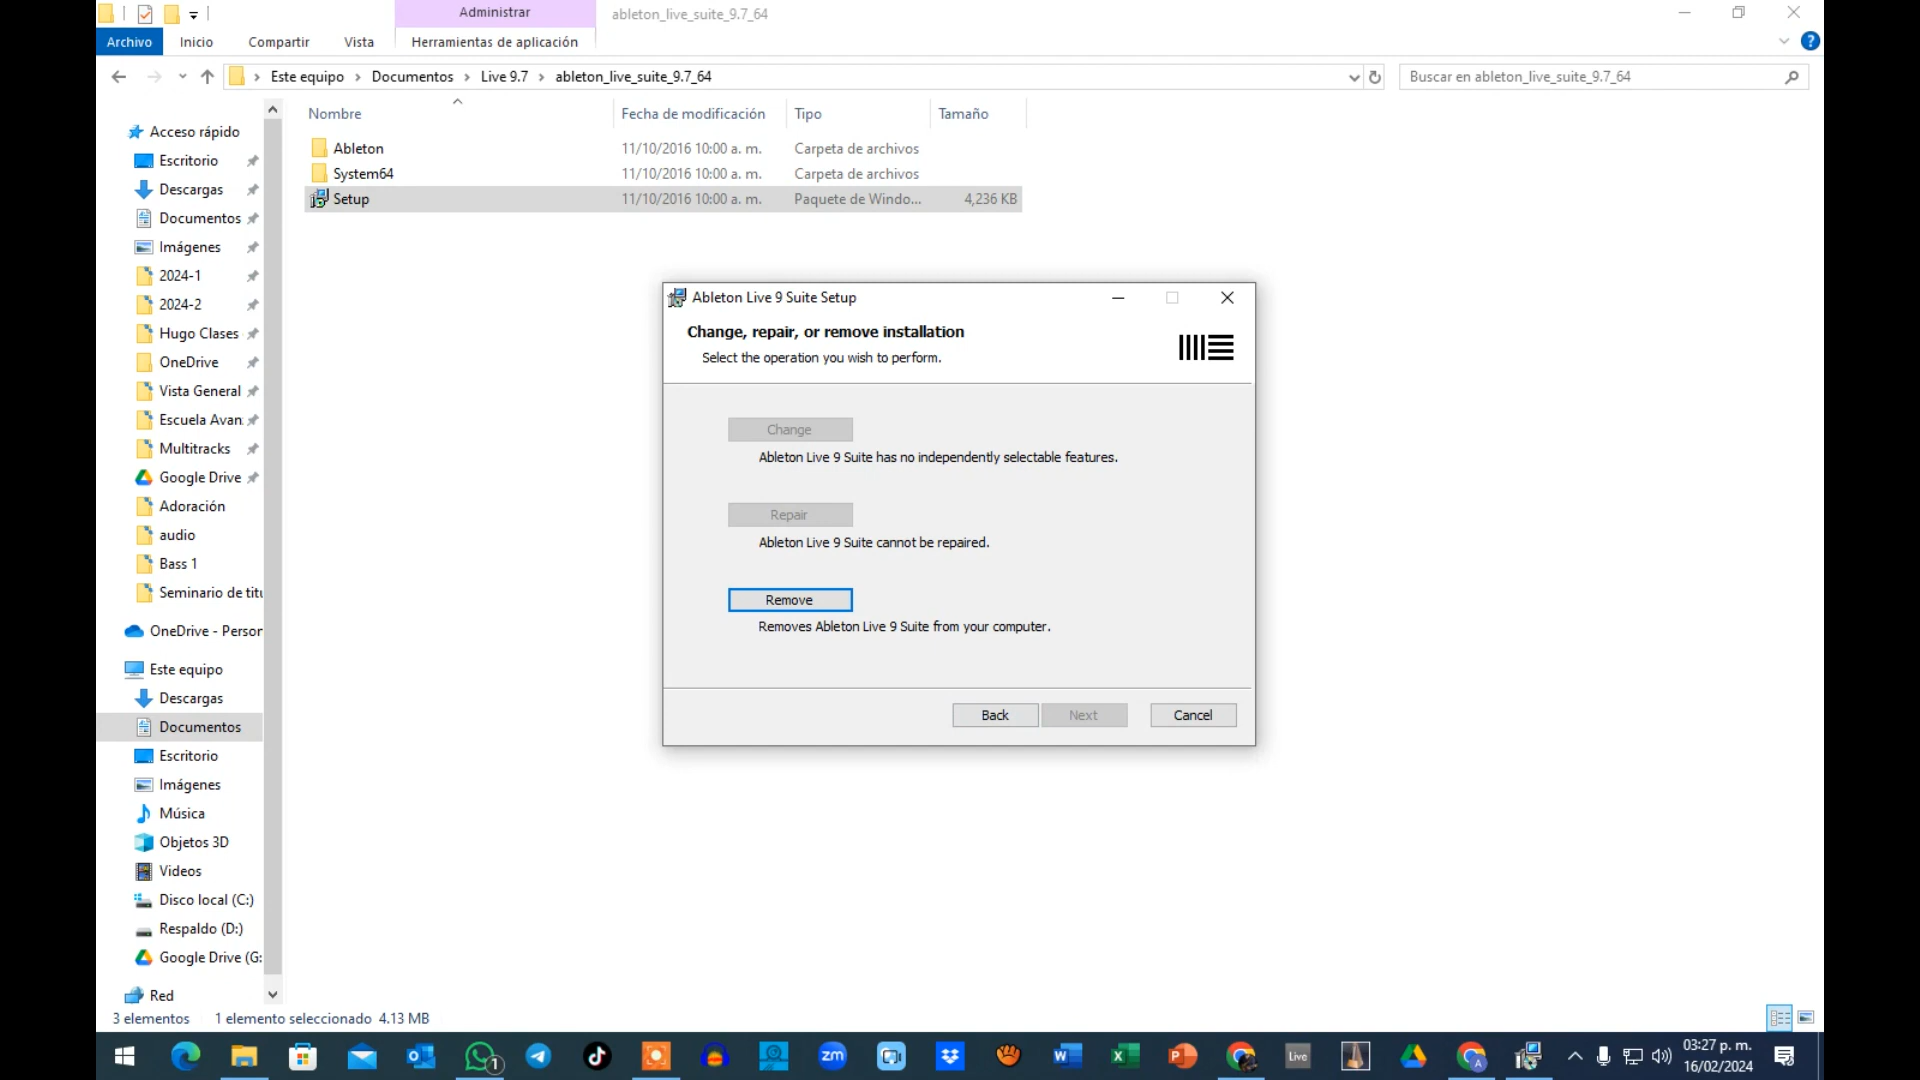 Administrar
ableton_live_suite_9.7_64
Archivo
Inicio
Compartir
Vista
Herramientas de aplicación
?
Este equipo
Documentos
Live 9.7
ableton_live_suite_9.7_64
Buscar en ableton_live_suite_9.7_64
Nombre
Fecha de modificación
Tipo
Tamaño
Ableton
11/10/2016 10:00 a. m.
Carpeta de archivos
System64
11/10/2016 10:00 a. m.
Carpeta de archivos
Setup
11/10/2016 10:00 a. m.
Paquete de Windo...
4,236 KB
Acceso rápido
Escritorio
Descargas
Documentos
Imágenes
2024-1
2024-2
Hugo Clases
OneDrive
Vista General
Escuela Avan:
Multitracks
Google Drive
Adoración
audio
Bass 1
Seminario de titu
OneDrive - Person
Este equipo
Descargas
Documentos
Escritorio
Imágenes
Música
Objetos 3D
Videos
Disco local (C:)
Respaldo (D:)
Google Drive (G:
Red
Ableton Live 9 Suite Setup
Change, repair, or remove installation
Select the operation you wish to perform.
Change
Ableton Live 9 Suite has no independently selectable features.
Repair
Ableton Live 9 Suite cannot be repaired.
Remove
Removes Ableton Live 9 Suite from your computer.
Back
Next
Cancel
3 elementos
1 elemento seleccionado 4.13 MB
1
zm
Live
A
03:27 p. m.
16/02/2024